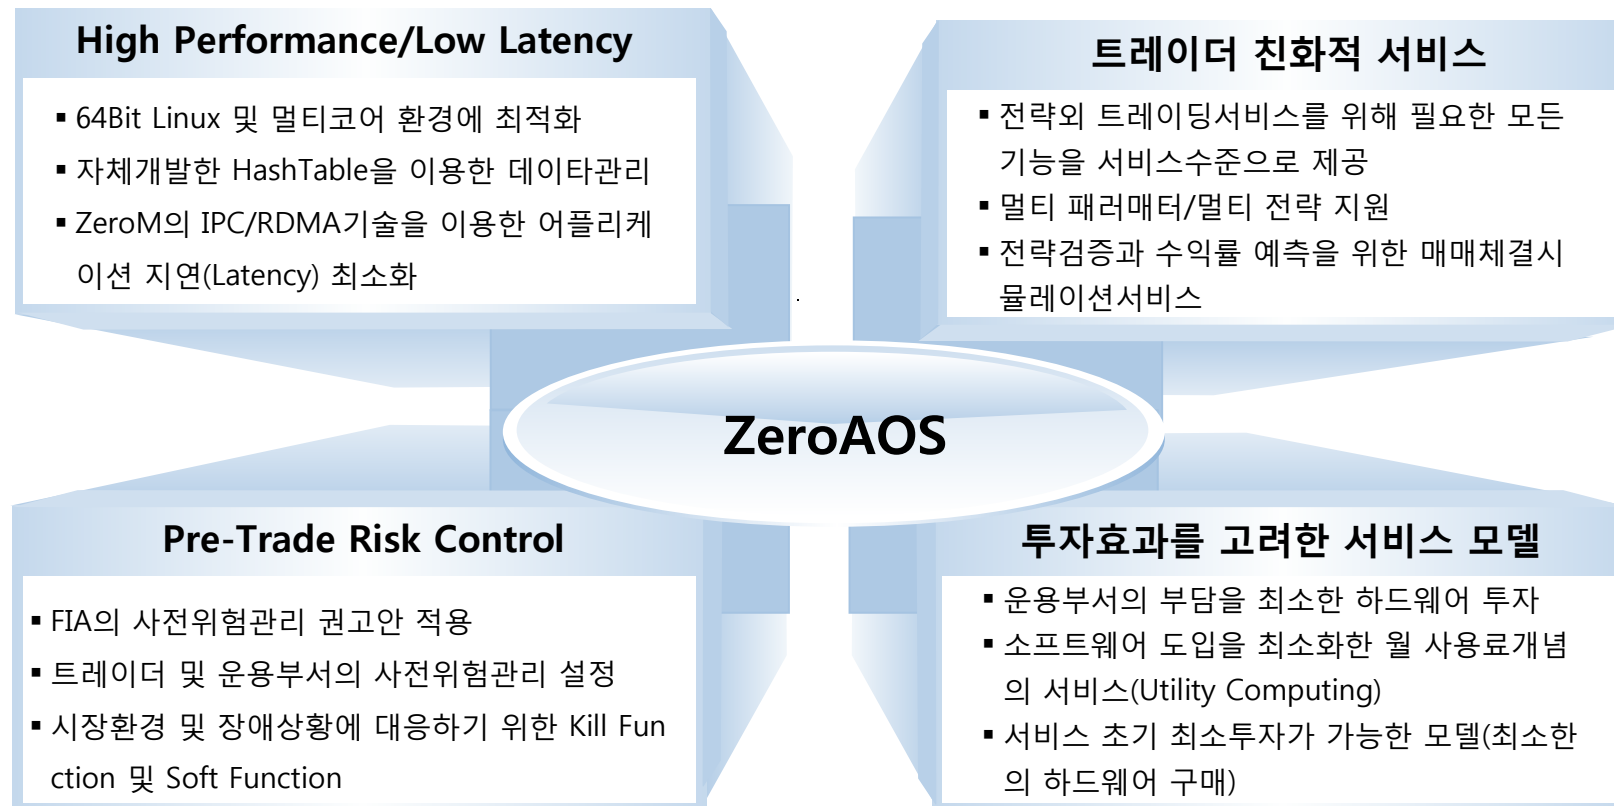 High Performance/Low Latency
▪ 64Bit Linux 및 멀티코어 환경에 최적화
▪ 자체개발한 HashTable을 이용한 데이타관리
▪ ZeroM의 IPC/RDMA기술을 이용한 어플리케
이션 지연(Latency) 최소화
트레이더 친화적 서비스
▪ 전략외 트레이딩서비스를 위해 필요한 모든
기능을 서비스수준으로 제공
▪ 멀티 패러매터/멀티 전략 지원
▪ 전략검증과 수익률 예측을 위한 매매체결시
뮬레이션서비스
ZeroAOS
Pre-Trade Risk Control
▪ FIA의 사전위험관리 권고안 적용
▪ 트레이더 및 운용부서의 사전위험관리 설정
▪ 시장환경 및 장애상황에 대응하기 위한 Kill Fun
ction 및 Soft Function
투자효과를 고려한 서비스 모델
▪ 운용부서의 부담을 최소한 하드웨어 투자
▪ 소프트웨어 도입을 최소화한 월 사용료개념
의 서비스(Utility Computing)
▪ 서비스 초기 최소투자가 가능한 모델(최소한
의 하드웨어 구매)